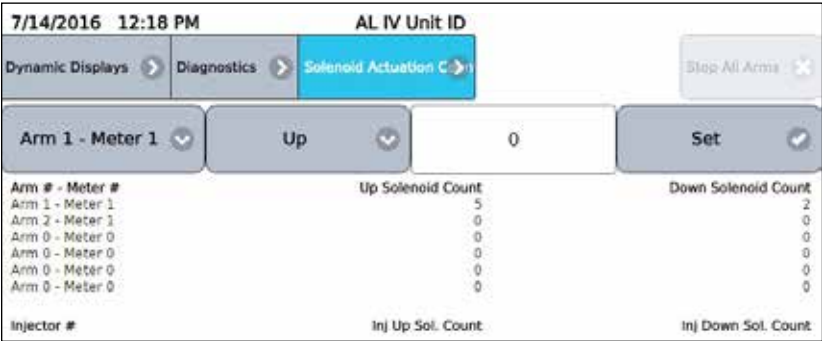 7/14/2016 12:18 PM AL IV Unit ID
Dynamic Displays Diagnostics Solenoid Actuation Stop All Arms
Arm 1 - Meter 1 Up 0 Set
Arm # - Meter # Up Solenoid Count Down Solenoid Count
Arm 1 - Meter 1 5 2
Arm 2 - Meter 1 0 0
Arm 0 - Meter 0 0 0
Arm 0 - Meter 0 0 0
Arm 0 - Meter 0 0 0
Arm 0 - Meter 0 0 0
Injector # Inj Up Sol. Count Inj Down Sol. Count